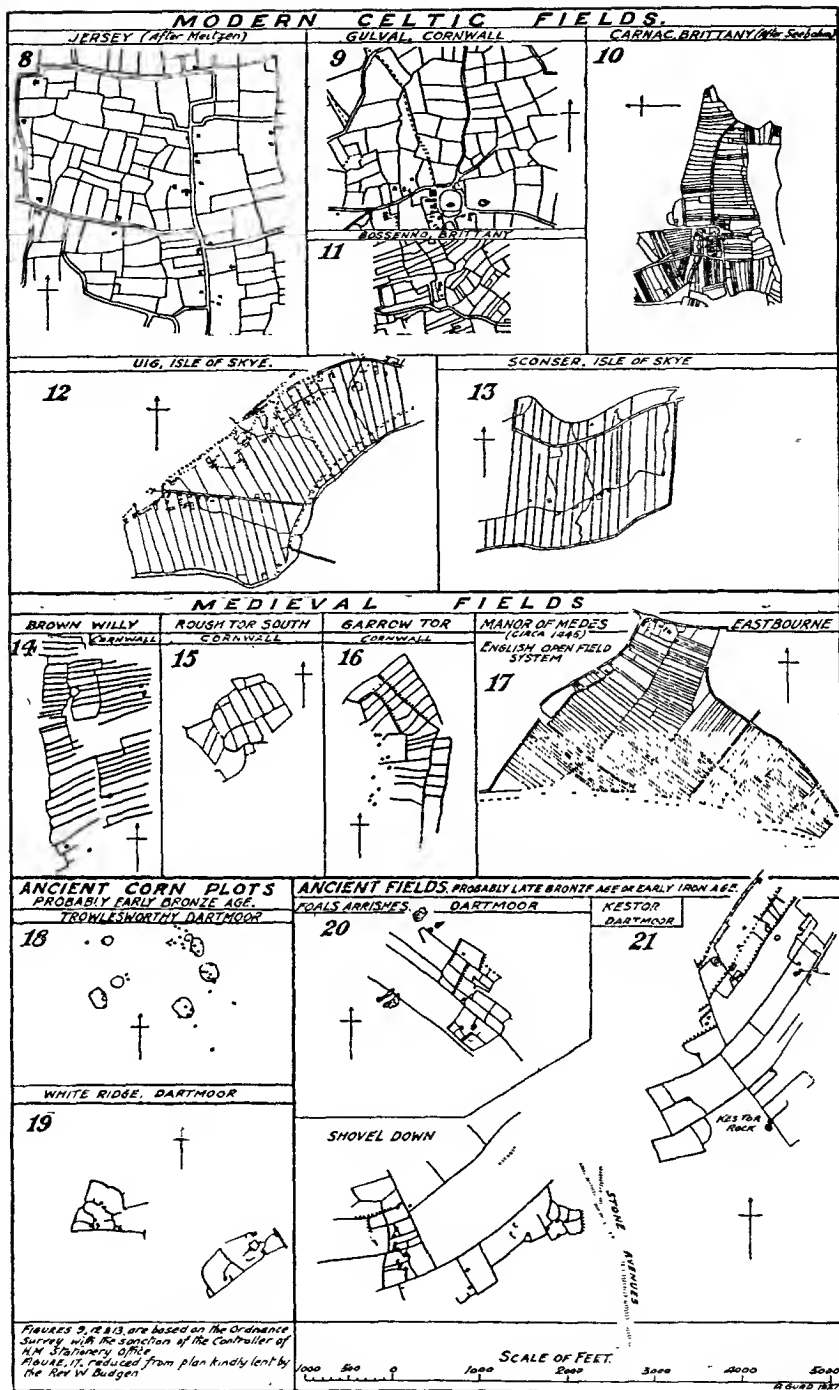 MODERN CELTIC FIELDS.
JERSEY (After Meitzen)
8
GULVAL, CORNWALL
9
CARNAC, BRITTANY (After Seebohm)
10
BOSSENNO, BRITTANY
11
UIG, ISLE OF SKYE.
12
SCONSER, ISLE OF SKYE
13
MEDIEVAL FIELDS
BROWN WILLY
CORNWALL
14
ROUGH TOR SOUTH
CORNWALL
15
GARROW TOR
CORNWALL
16
MANOR OF MEDES EASTBOURNE
(CIRCA 1445)
ENGLISH OPEN FIELD
SYSTEM
17
ANCIENT CORN PLOTS
PROBABLY EARLY BRONZE AGE.
TROWLESWORTHY DARTMOOR
18
WHITE RIDGE, DARTMOOR
19
ANCIENT FIELDS, PROBABLY LATE BRONZE AGE OR EARLY IRON AGE.
FOALS ARRISHES, DARTMOOR
20
KESTOR
DARTMOOR
21
KESTOR
ROCK
SHOVEL DOWN
STONE AVENUES
FIGURES 9, 12 & 13, are based on the Ordnance
Survey with the sanction of the Controller of
H.M Stationery Office
FIGURE, 17, reduced from plan kindly lent by
the Rev W Budgen
SCALE OF FEET.
1000 500 0 1000 2000 3000 4000 5000